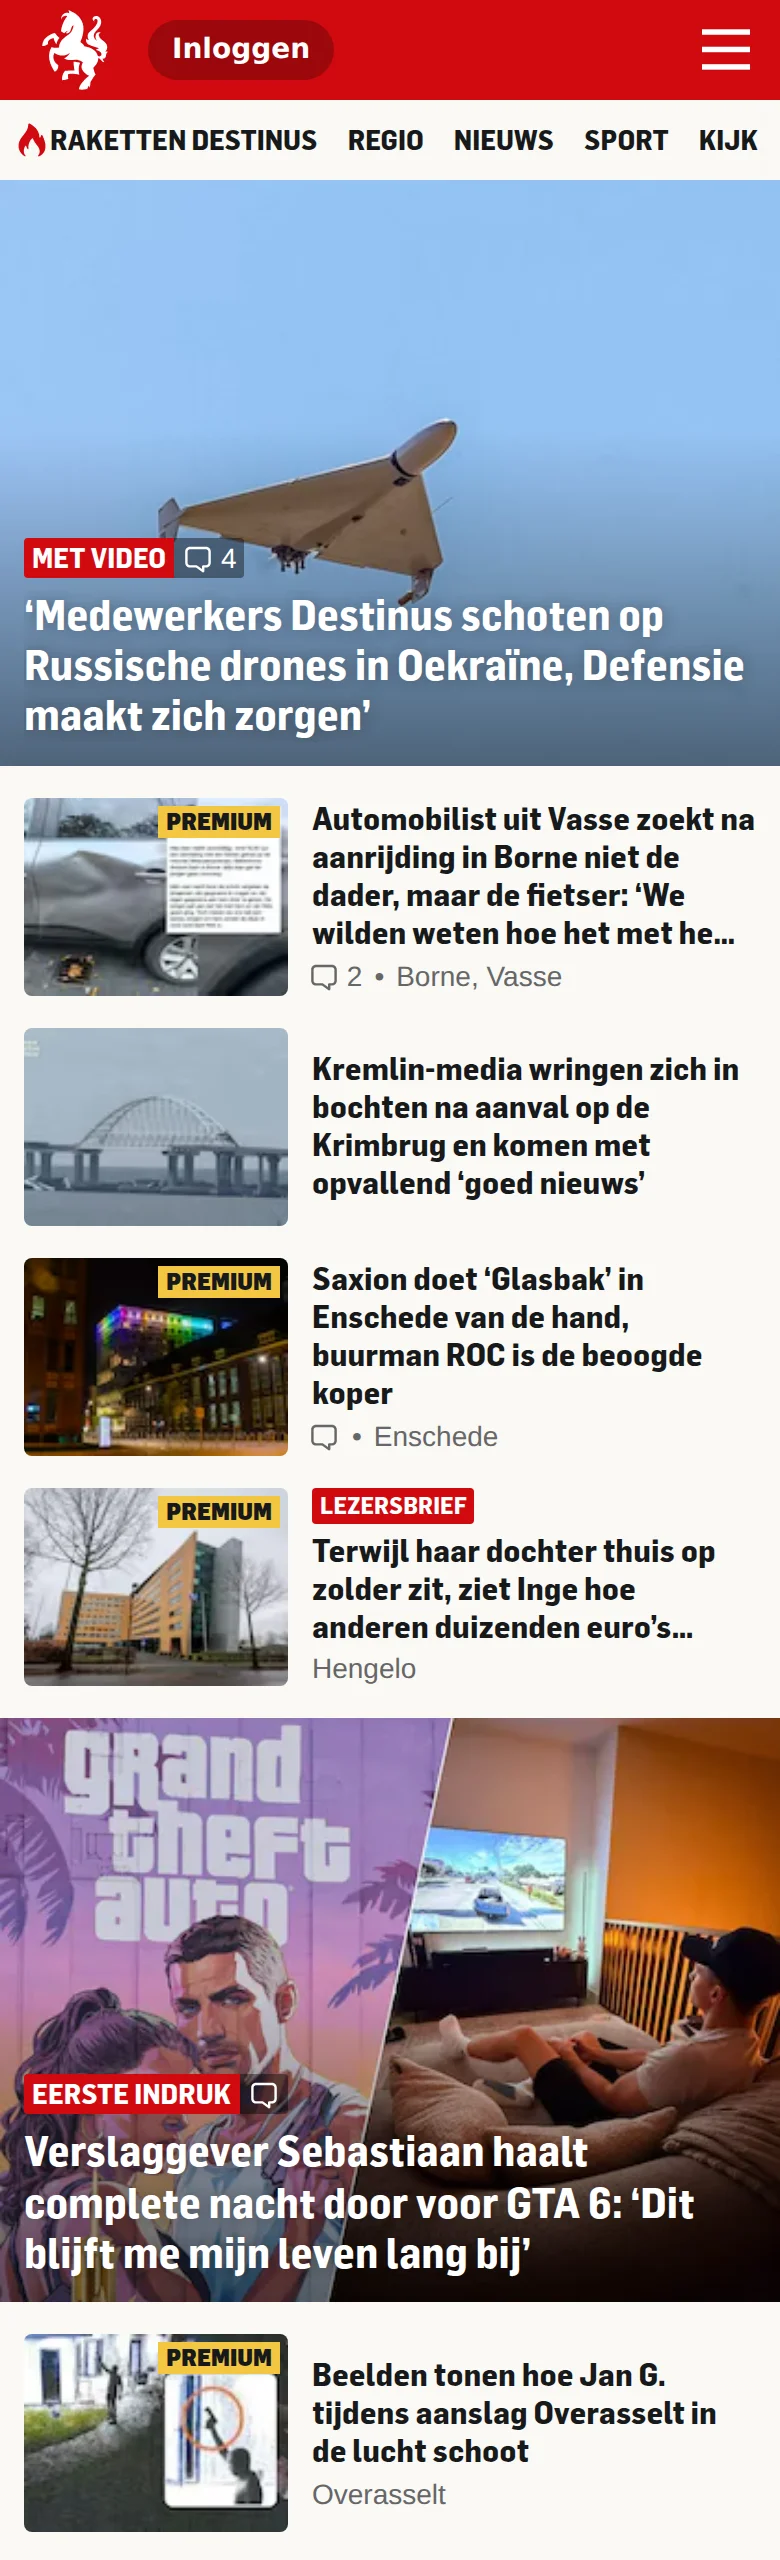 Inloggen
RAKETTEN DESTINUS REGIO NIEUWS SPORT KIJK
MET VIDEO 4
‘Medewerkers Destinus schoten op
Russische drones in Oekraïne, Defensie
maakt zich zorgen’
PREMIUM
Automobilist uit Vasse zoekt na
aanrijding in Borne niet de
dader, maar de fietser: ‘We
wilden weten hoe het met he...
2 • Borne, Vasse
Kremlin-media wringen zich in
bochten na aanval op de
Krimbrug en komen met
opvallend ‘goed nieuws’
PREMIUM
Saxion doet ‘Glasbak’ in
Enschede van de hand,
buurman ROC is de beoogde
koper
• Enschede
PREMIUM
LEZERSBRIEF
Terwijl haar dochter thuis op
zolder zit, ziet Inge hoe
anderen duizenden euro’s...
Hengelo
grand
theft
auto
EERSTE INDRUK
Verslaggever Sebastiaan haalt
complete nacht door voor GTA 6: ‘Dit
blijft me mijn leven lang bij’
PREMIUM
Beelden tonen hoe Jan G.
tijdens aanslag Overasselt in
de lucht schoot
Overasselt